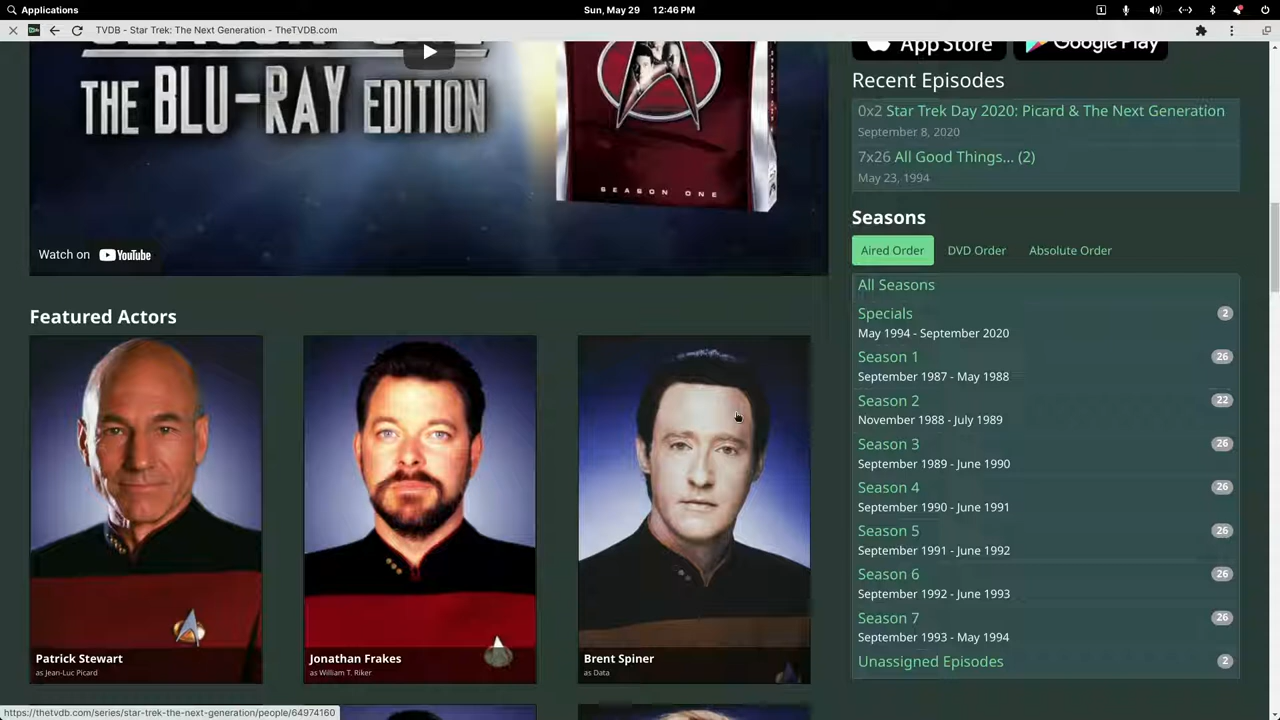 Applications
Sun, May 29   12:46 PM
1
TVDB - Star Trek: The Next Generation - TheTVDB.com
THE BLU-RAY EDITION
SEASON ONE
Watch on YouTube
Featured Actors
Patrick Stewart
as Jean-Luc Picard
Jonathan Frakes
as William T. Riker
Brent Spiner
as Data
App Store
Google Play
Recent Episodes
0x2 Star Trek Day 2020: Picard & The Next Generation
September 8, 2020
7x26 All Good Things... (2)
May 23, 1994
Seasons
Aired Order   DVD Order   Absolute Order
All Seasons
Specials 2
May 1994 - September 2020
Season 1 26
September 1987 - May 1988
Season 2 22
November 1988 - July 1989
Season 3 26
September 1989 - June 1990
Season 4 26
September 1990 - June 1991
Season 5 26
September 1991 - June 1992
Season 6 26
September 1992 - June 1993
Season 7 26
September 1993 - May 1994
Unassigned Episodes 2
https://thetvdb.com/series/star-trek-the-next-generation/people/64974160